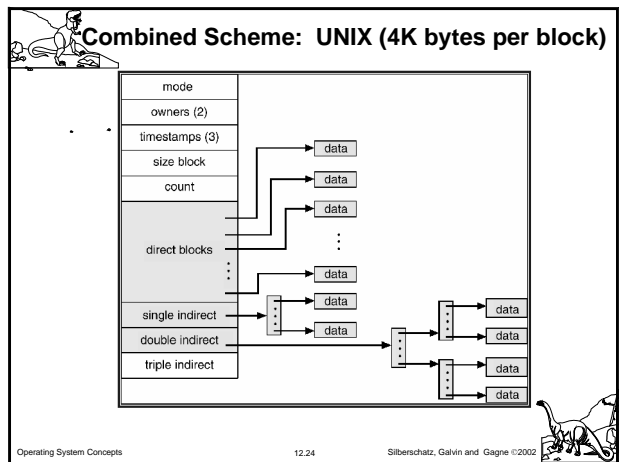 Combined Scheme: UNIX (4K bytes per block)
mode
owners (2)
timestamps (3)
size block
count
direct blocks
single indirect
double indirect
triple indirect
data
data
data
data
data
data
data
data
data
data
Operating System Concepts
12.24
Silberschatz, Galvin and Gagne ©2002